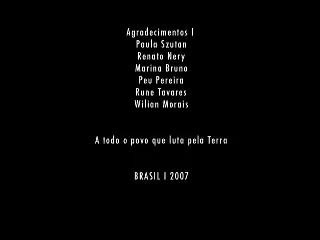 Agradecimentos |
Paula Szutan
Renato Nery
Marina Bruno
Peu Pereira
Rune Tavares
Wilian Morais
A todo o povo que luta pela Terra
BRASIL | 2007